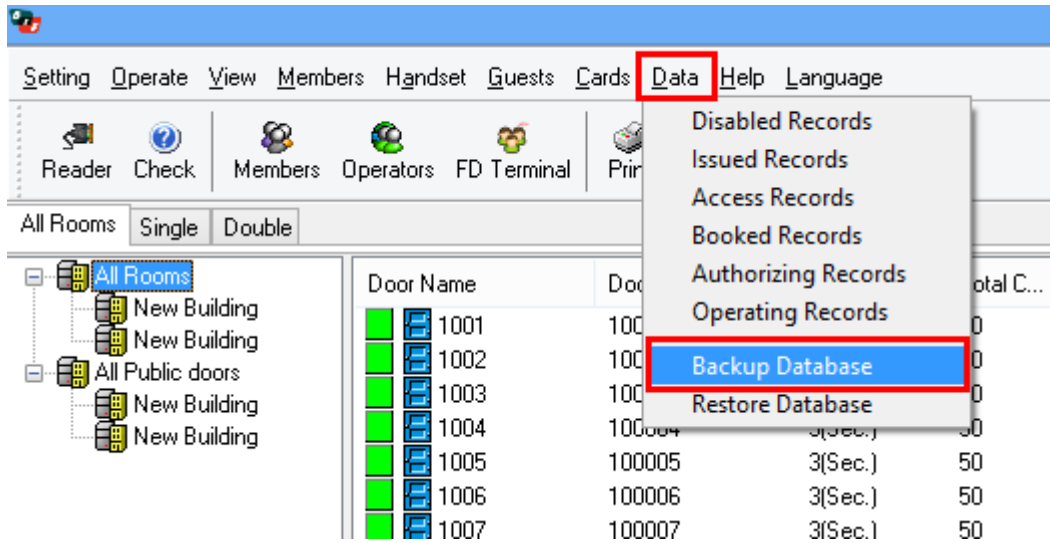 Setting Operate View Members Handset Guests Cards Data Help Language
Reader Check Members Operators FD Terminal
All Rooms Single Double
Disabled Records
Issued Records
Access Records
Booked Records
Authorizing Records
Operating Records
Backup Database
Restore Database
All Rooms
New Building
New Building
All Public doors
New Building
New Building
Door Name
1001
1002
1003
1004
1005 100005 3(Sec.) 50
1006 100006 3(Sec.) 50
1007 100007 3(Sec.) 50